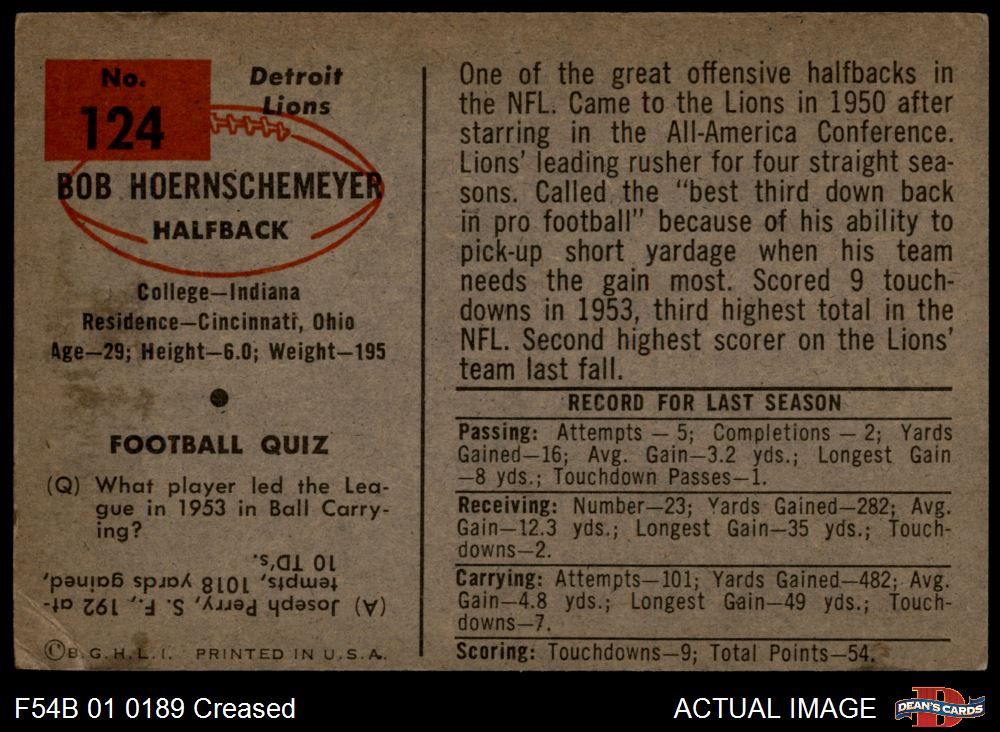 No.
124
Detroit
Lions
BOB HOERNSCHEMEYER
HALFBACK
College—Indiana
Residence—Cincinnati, Ohio
Age—29; Height—6.0; Weight—195
FOOTBALL QUIZ
(Q) What player led the Lea-
gue in 1953 in Ball Carry-
ing?
(A) Joseph Perry, S. F., 192 at-
tempts, 1018 yards gained,
10 TD's.
©B.G.H.L.I. PRINTED IN U.S.A.
One of the great offensive halfbacks in
the NFL. Came to the Lions in 1950 after
starring in the All-America Conference.
Lions' leading rusher for four straight sea-
sons. Called the "best third down back
in pro football" because of his ability to
pick-up short yardage when his team
needs the gain most. Scored 9 touch-
downs in 1953, third highest total in the
NFL. Second highest scorer on the Lions'
team last fall.
RECORD FOR LAST SEASON
Passing: Attempts — 5; Completions — 2; Yards
Gained—16; Avg. Gain—3.2 yds.; Longest Gain
—8 yds.; Touchdown Passes—1.
Receiving: Number—23; Yards Gained—282; Avg.
Gain—12.3 yds.; Longest Gain—35 yds.; Touch-
downs—2.
Carrying: Attempts—101; Yards Gained—482; Avg.
Gain—4.8 yds.; Longest Gain—49 yds.; Touch-
downs—7.
Scoring: Touchdowns—9; Total Points—54.
F54B 01 0189 Creased
ACTUAL IMAGE
DEAN'S CARDS